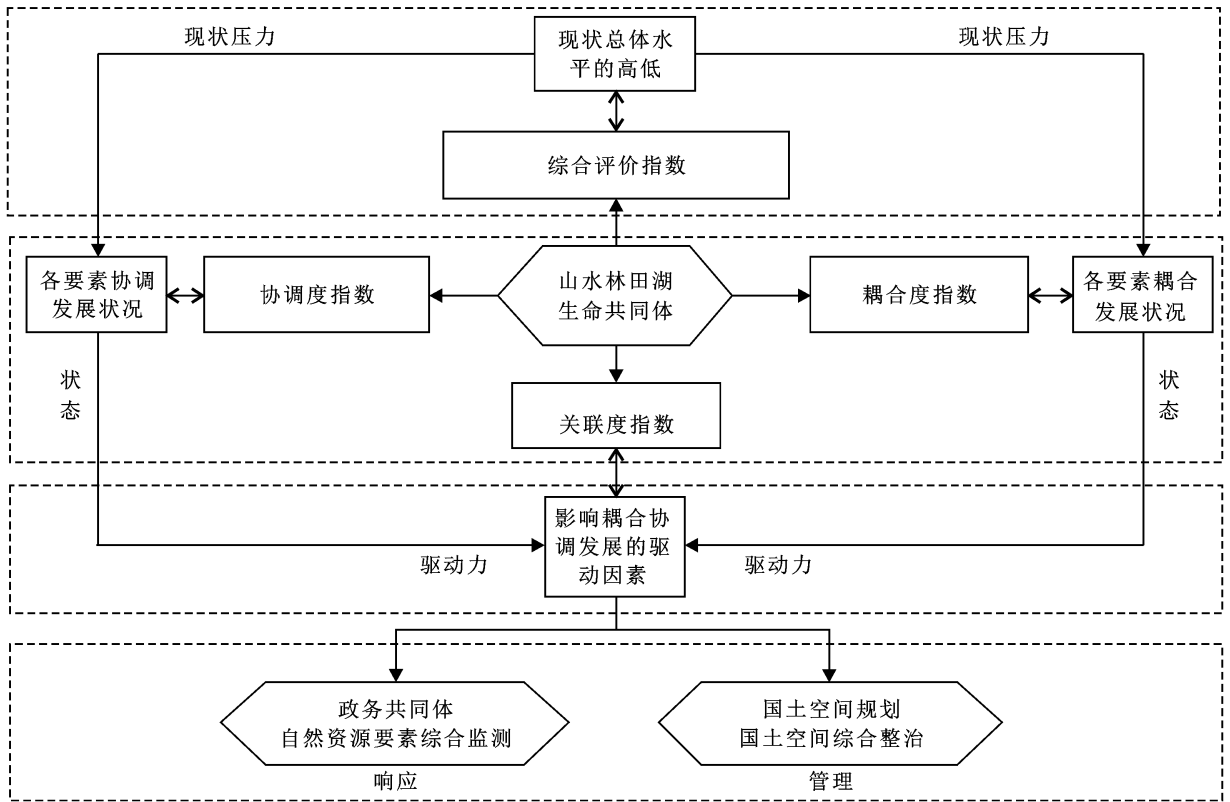 现状压力
现状总体水
平的高低
现状压力
综合评价指数
各要素协调
发展状况
协调度指数
山水林田湖
生命共同体
耦合度指数
各要素耦合
发展状况
状
态
关联度指数
状
态
影响耦合协
调发展的驱
动因素
驱动力
驱动力
政务共同体
自然资源要素综合监测
响应
国土空间规划
国土空间综合整治
管理